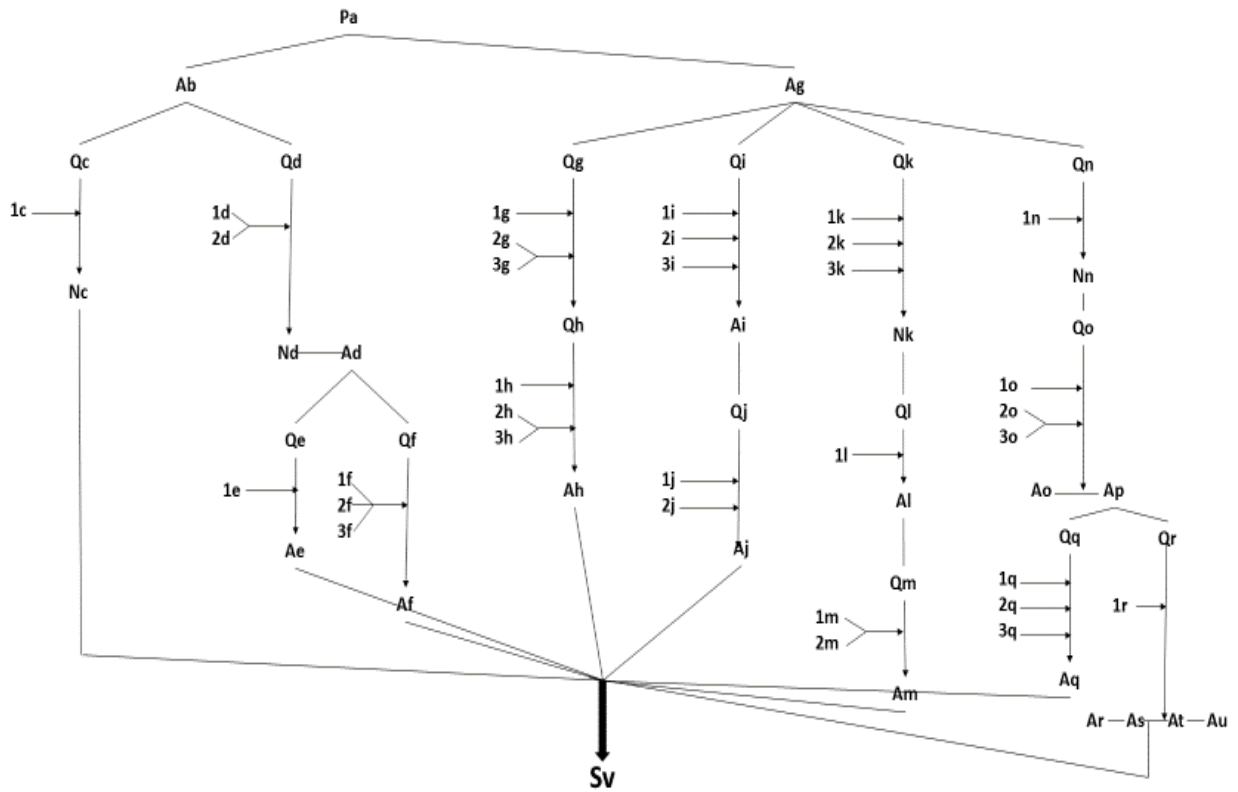 Pa
Ab Ag
Qc Qd Qg Qi Qk Qn
1c 1d 1g 1i 1k 1n
2d 2g 2i 2k
3g 3i 3k
Nc Nn
Qh Ai Nk Qo
Nd Ad
1h 1o
2h Qj Ql 2o
3h 3o
Qe Qf
1l
1e 1f 1j
2f 2j
3f
Ah Al Ao Ap
Ae Aj Qq Qr
Qm
1q
Af 2q 1r
1m 3q
2m
Am Aq
Ar As At Au
Sv